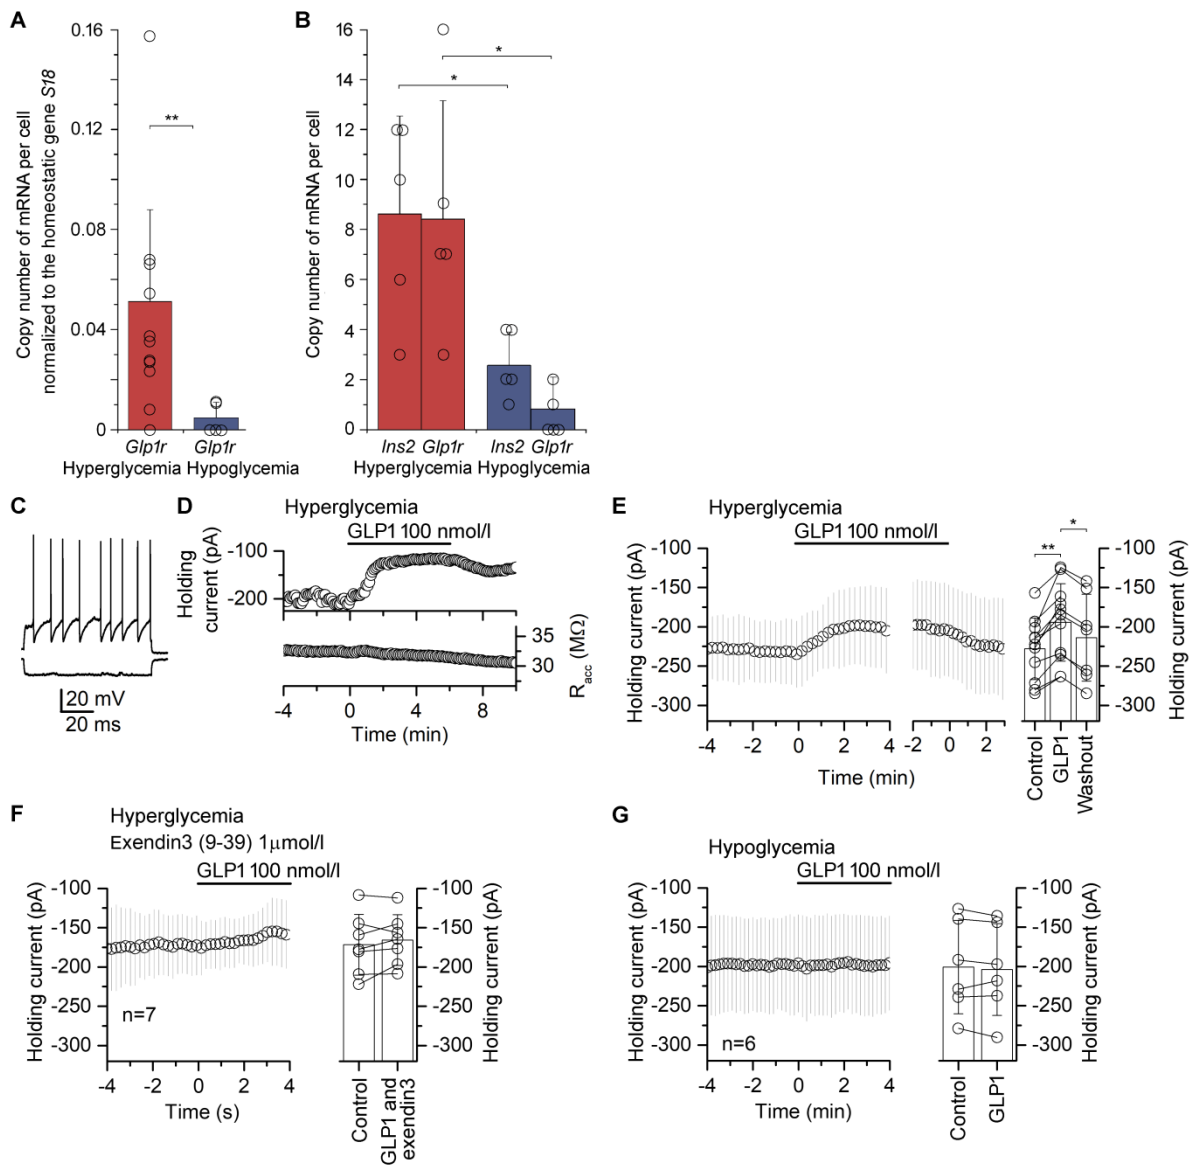 A
Copy number of mRNA per cell
normalized to the homeostatic gene S18
0.16
0.12
0.08
0.04
0
**
Glp1r Glp1r
Hyperglycemia Hypoglycemia
B
Copy number of mRNA per cell
16
14
12
10
8
6
4
2
0
*
*
Ins2 Glp1r Ins2 Glp1r
Hyperglycemia Hypoglycemia
C
20 mV
20 ms
D
Hyperglycemia
GLP1 100 nmol/l
Holding
current (pA)
-100
-200
35
30
Racc (MΩ)
-4 0 4 8
Time (min)
E
Hyperglycemia
GLP1 100 nmol/l
Holding current (pA)
-100
-150
-200
-250
-300
-4 -2 0 2 4 -2 0 2
Time (min)
**
*
Control
GLP1
Washout
-100
-150
-200
-250
-300
Holding current (pA)
F
Hyperglycemia
Exendin3 (9-39) 1μmol/l
GLP1 100 nmol/l
Holding current (pA)
-100
-150
-200
-250
-300
n=7
-4 -2 0 2 4
Time (s)
Control
GLP1 and
exendin3
-100
-150
-200
-250
-300
Holding current (pA)
G
Hypoglycemia
GLP1 100 nmol/l
Holding current (pA)
-100
-150
-200
-250
-300
n=6
-4 -2 0 2 4
Time (min)
Control
GLP1
-100
-150
-200
-250
-300
Holding current (pA)